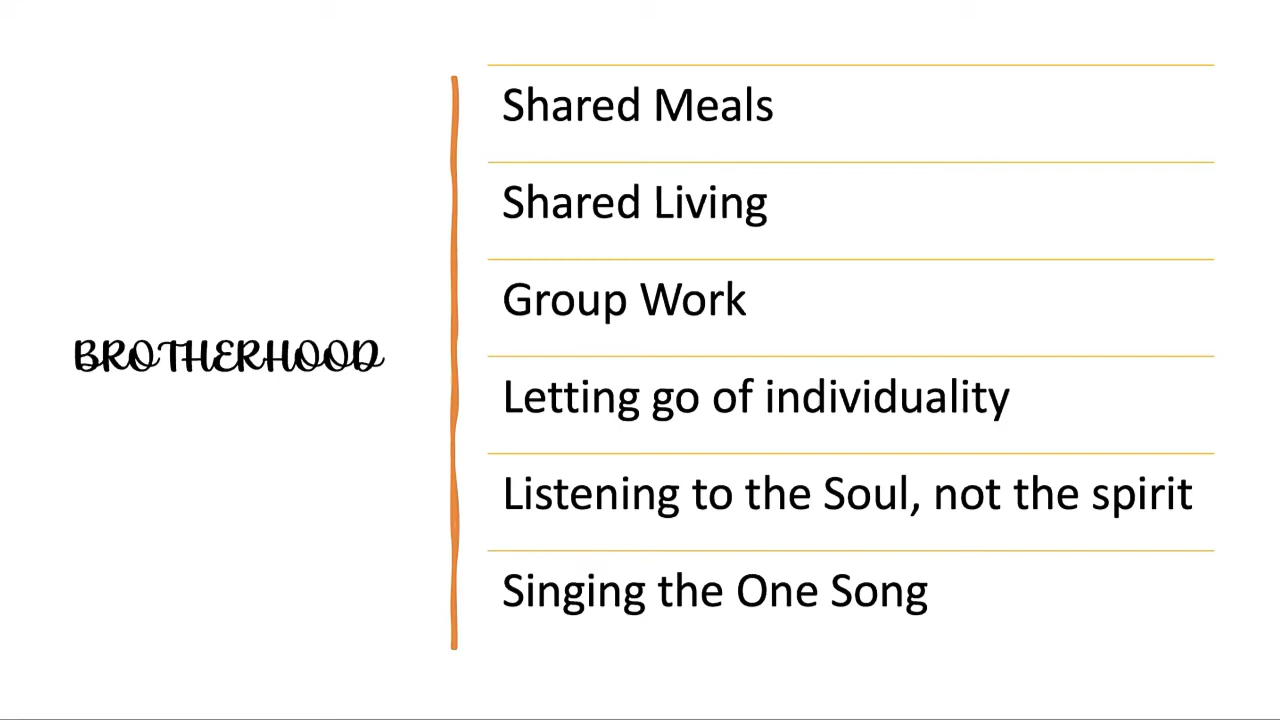 BROTHERHOOD
Shared Meals
Shared Living
Group Work
Letting go of individuality
Listening to the Soul, not the spirit
Singing the One Song